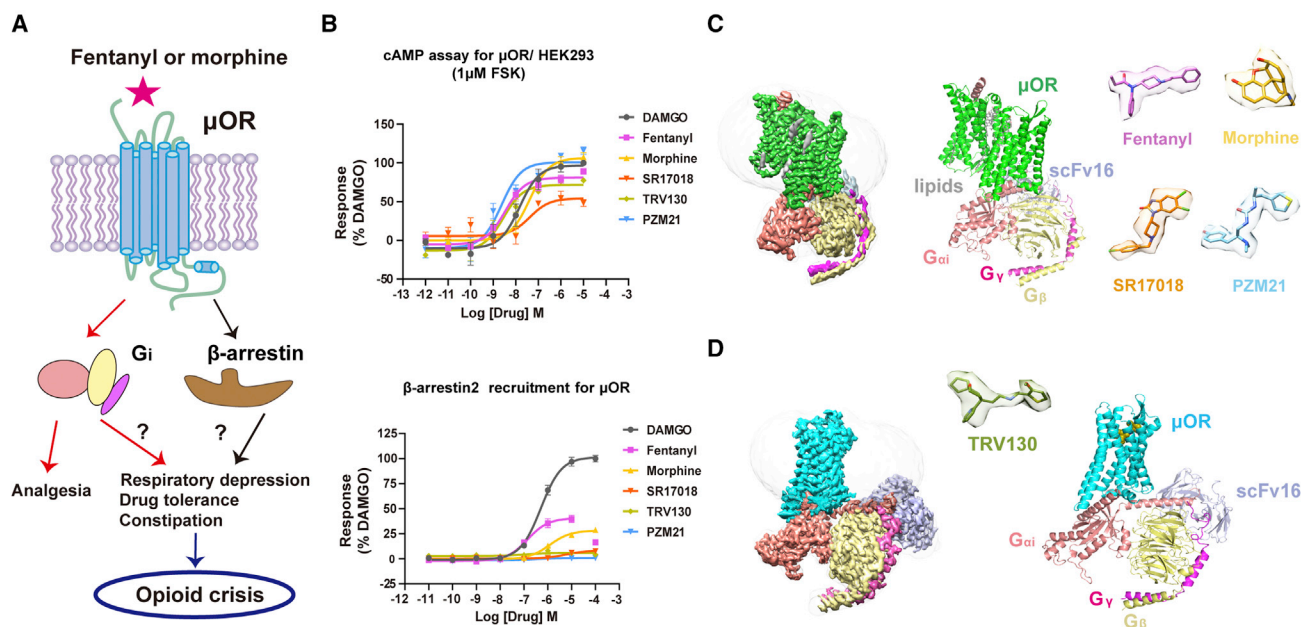 A
Fentanyl or morphine
µOR
Gi
β-arrestin
?
?
Analgesia
Respiratory depression
Drug tolerance
Constipation
Opioid crisis
B
cAMP assay for µOR/ HEK293
(1µM FSK)
Response
(% DAMGO)
150
100
50
0
-50
-13 -12 -11 -10 -9 -8 -7 -6 -5 -4 -3
Log [Drug] M
DAMGO
Fentanyl
Morphine
SR17018
TRV130
PZM21
β-arrestin2 recruitment for µOR
Response
(% DAMGO)
125
100
75
50
25
0
25
-12 -11 -10 -9 -8 -7 -6 -5 -4 -3
Log [Drug] M
DAMGO
Fentanyl
Morphine
SR17018
TRV130
PZM21
C
µOR
lipids
scFv16
Gαi
Gγ
Gβ
Fentanyl
Morphine
SR17018
PZM21
D
TRV130
µOR
scFv16
Gαi
Gγ
Gβ